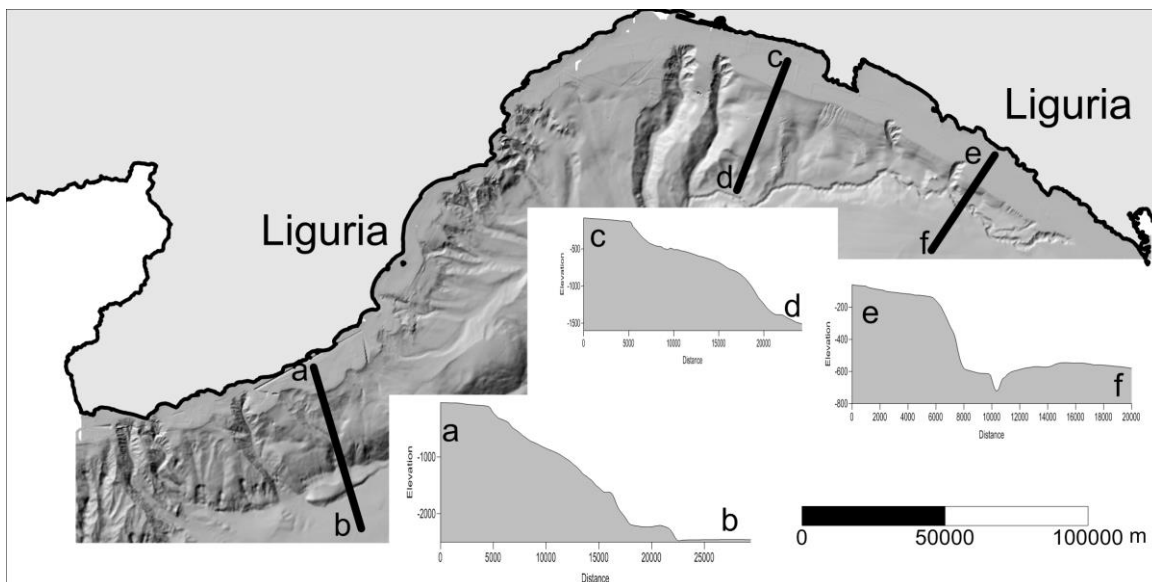 Liguria
Liguria
c
d
e
f
a
b
c
d
Elevation
-500
-1000
-1500
0 5000 10000 15000 20000
Distance
e
f
Elevation
-200
-400
-600
-800
0 2000 4000 6000 8000 10000 12000 14000 16000 18000 20000
Distance
a
b
Elevation
-1000
-2000
0 5000 10000 15000 20000 25000
Distance
0 50000 100000 m